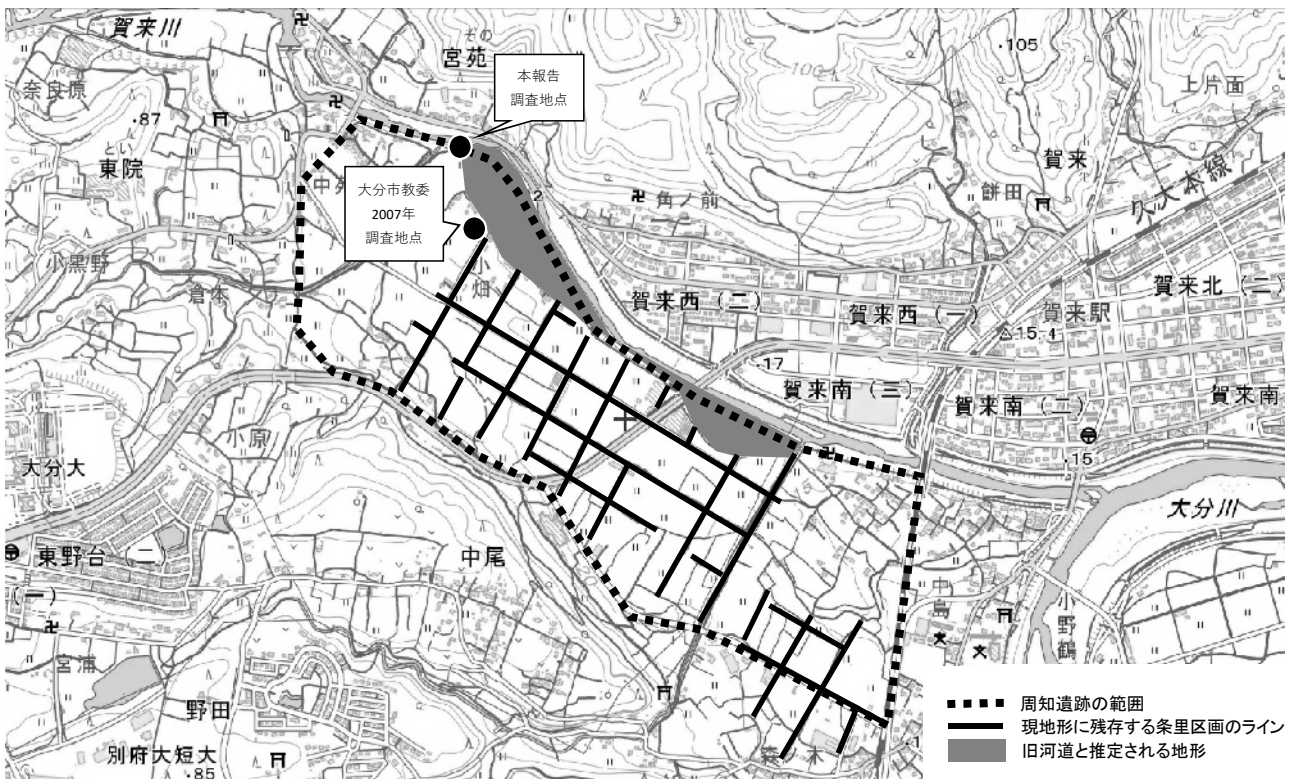 賀来川
その
宮苑
・105
上片面
奈良原
・87
とい
東院
本報告
調査地点
大分市教委
2007年
調査地点
小黒野
小畑
2
角ノ前
賀来
餅田
久大本線
賀来西（二）
賀来西（一）
賀来駅
賀来北（二）
15.4
・17
賀来南（三）
賀来南（二）
賀来南
・15
大分川
小原
大分大
東野台（二）
（一）
中尾
中島
小野鶴
宮浦
野田
別府大短大
・85
森木
周知遺跡の範囲
現地形に残存する条里区画のライン
旧河道と推定される地形